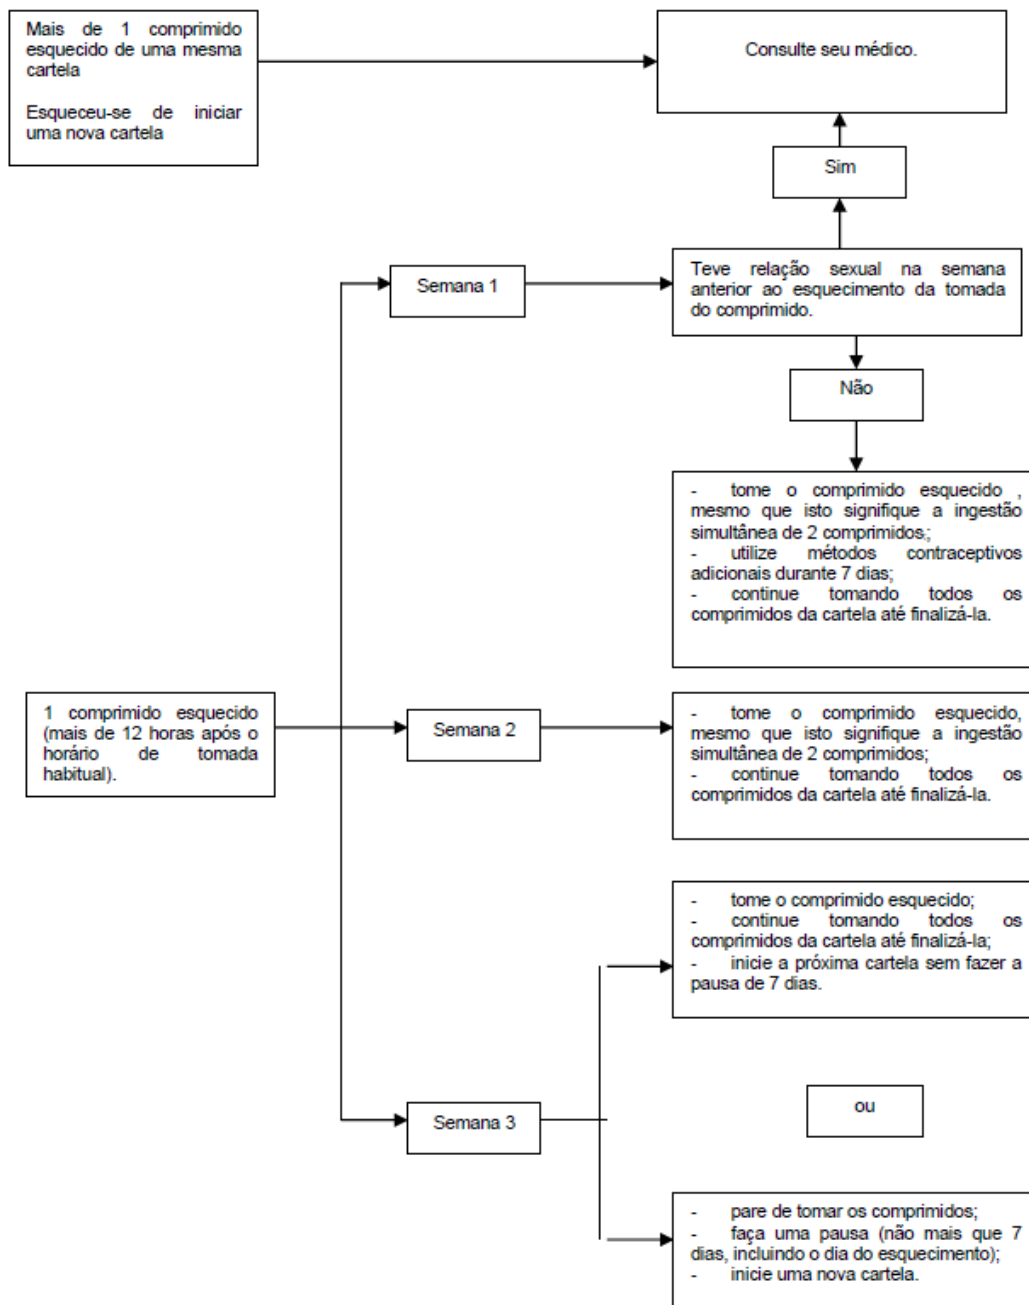 Mais de 1 comprimido
esquecido de uma mesma
cartela
Esqueceu-se de iniciar
uma nova cartela
Consulte seu médico.
Sim
Semana 1
Teve relação sexual na semana
anterior ao esquecimento da tomada
do comprimido.
Não
- tome o comprimido esquecido ,
mesmo que isto signifique a ingestão
simultânea de 2 comprimidos;
- utilize métodos contraceptivos
adicionais durante 7 dias;
- continue tomando todos os
comprimidos da cartela até finalizá-la.
1 comprimido esquecido
(mais de 12 horas após o
horário de tomada
habitual).
Semana 2
- tome o comprimido esquecido,
mesmo que isto signifique a ingestão
simultânea de 2 comprimidos;
- continue tomando todos os
comprimidos da cartela até finalizá-la.
- tome o comprimido esquecido;
- continue tomando todos os
comprimidos da cartela até finalizá-la;
- inicie a próxima cartela sem fazer a
pausa de 7 dias.
Semana 3
ou
- pare de tomar os comprimidos;
- faça uma pausa (não mais que 7
dias, incluindo o dia do esquecimento);
- inicie uma nova cartela.